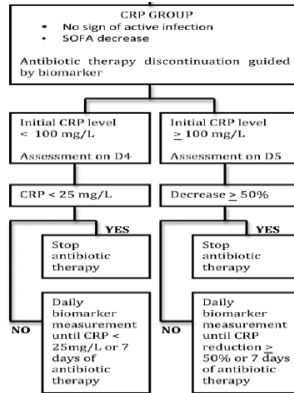 CRP GROUP
• No sign of active infection
• SOFA decrease
Antibiotic therapy discontinuation guided
by biomarker
Initial CRP level
< 100 mg/L
Assessment on D4
Initial CRP level
≥ 100 mg/L
Assessment on D5
CRP < 25 mg/L
Decrease ≥ 50%
YES
YES
Stop
antibiotic
therapy
Stop
antibiotic
therapy
NO
Daily
biomarker
measurement
until CRP <
25mg/L or 7
days of
antibiotic
therapy
NO
Daily
biomarker
measurement
until CRP
reduction ≥
50% or 7 days
of antibiotic
therapy